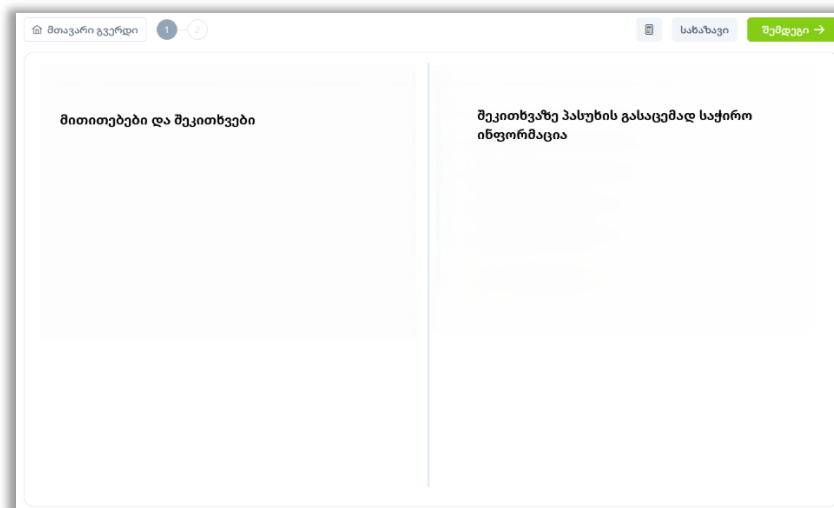 მთავარი გვერდი
1
2
სახაზავი
შემდეგი →
მითითებები და შეკითხვები
შეკითხვაზე პასუხის გასაცემად საჭირო
ინფორმაცია